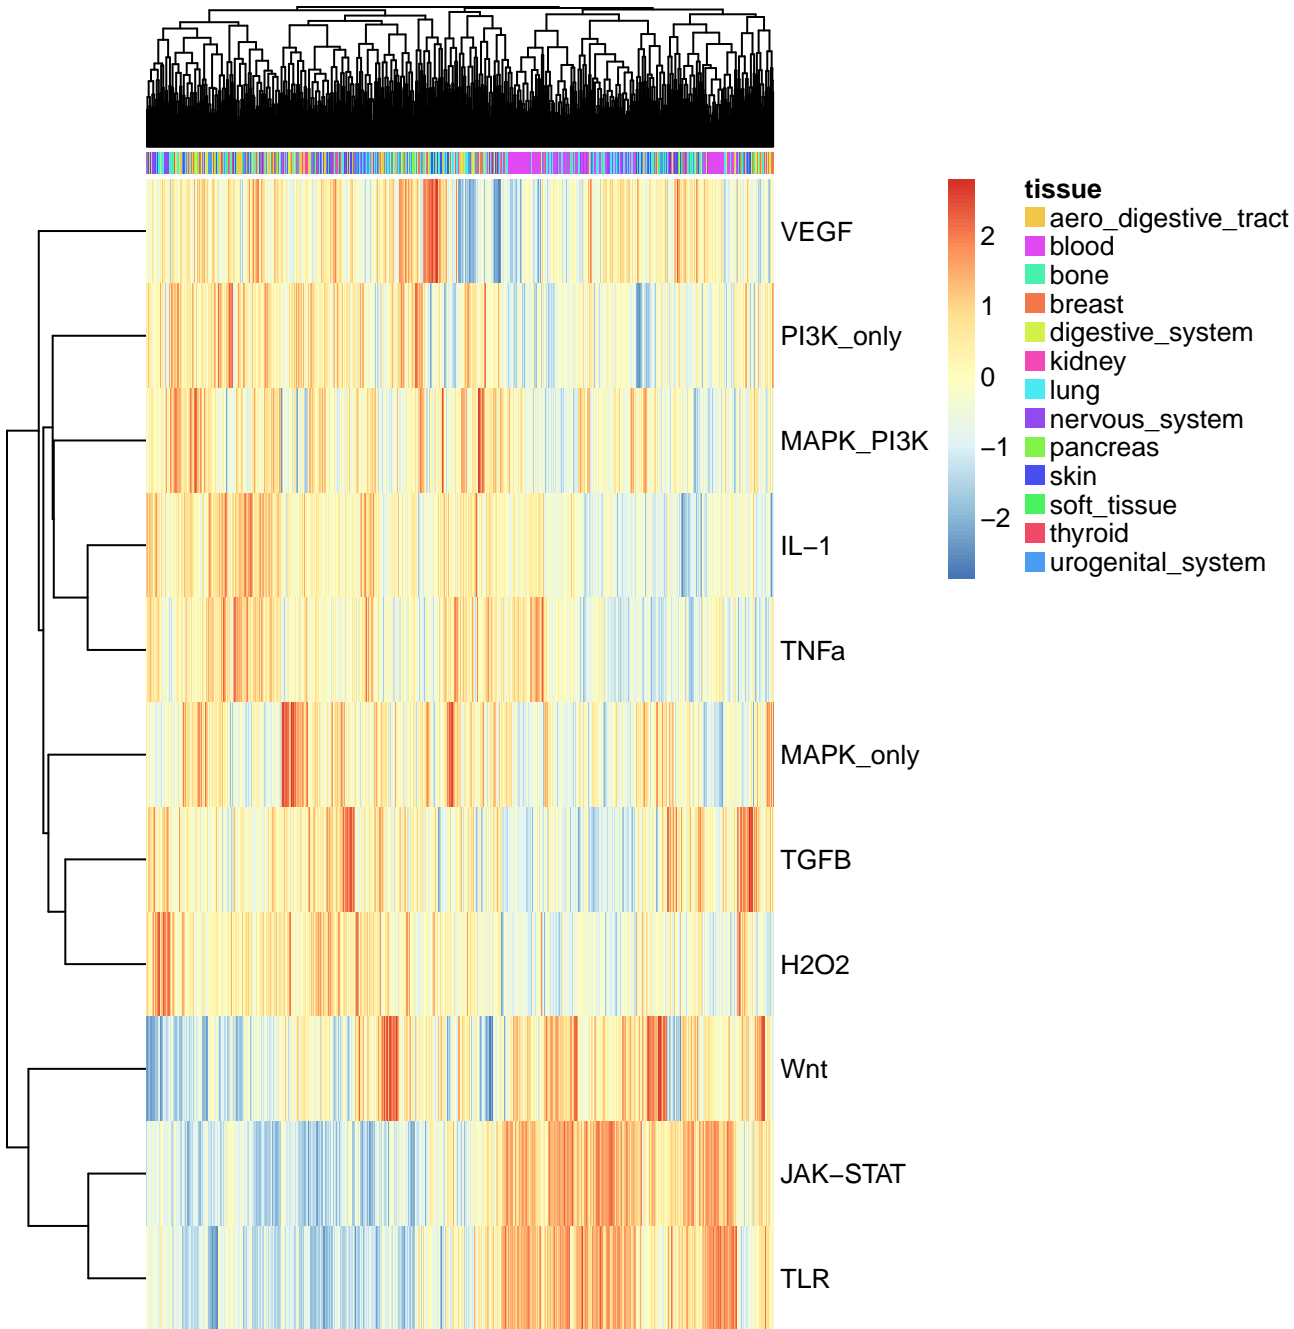 VEGF
PI3K_only
MAPK_PI3K
IL−1
TNFa
MAPK_only
TGFB
H2O2
Wnt
JAK−STAT
TLR
2
1
0
−1
−2
tissue
aero_digestive_tract
blood
bone
breast
digestive_system
kidney
lung
nervous_system
pancreas
skin
soft_tissue
thyroid
urogenital_system